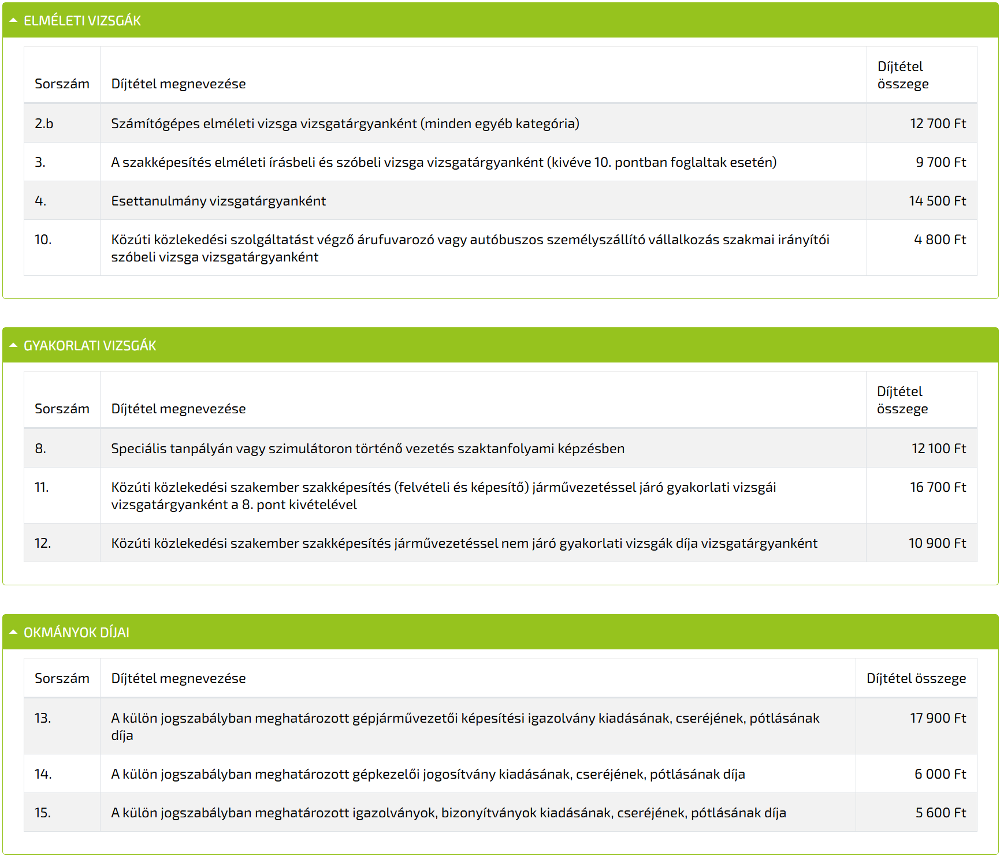 ELMÉLETI VIZSGÁK
Sorszám Díjtétel megnevezése Díjtétel
összege
2.b Számítógépes elméleti vizsga vizsgatárgyanként (minden egyéb kategória) 12 700 Ft
3. A szakképesítés elméleti írásbeli és szóbeli vizsga vizsgatárgyanként (kivéve 10. pontban foglaltak esetén) 9 700 Ft
4. Esettanulmány vizsgatárgyanként 14 500 Ft
10. Közúti közlekedési szolgáltatást végző árufuvarozó vagy autóbuszos személyszállító vállalkozás szakmai irányítói 4 800 Ft
szóbeli vizsga vizsgatárgyanként
GYAKORLATI VIZSGÁK
Sorszám Díjtétel megnevezése Díjtétel
összege
8. Speciális tanpályán vagy szimulátoron történő vezetés szaktanfolyami képzésben 12 100 Ft
11. Közúti közlekedési szakember szakképesítés (felvételi és képesítő) járművezetéssel járó gyakorlati vizsgái 16 700 Ft
vizsgatárgyanként a 8. pont kivételével
12. Közúti közlekedési szakember szakképesítés járművezetéssel nem járó gyakorlati vizsgák díja vizsgatárgyanként 10 900 Ft
OKMÁNYOK DÍJAI
Sorszám Díjtétel megnevezése Díjtétel összege
13. A külön jogszabályban meghatározott gépjárművezetői képesítési igazolvány kiadásának, cseréjének, pótlásának 17 900 Ft
díja
14. A külön jogszabályban meghatározott gépkezelői jogosítvány kiadásának, cseréjének, pótlásának díja 6 000 Ft
15. A külön jogszabályban meghatározott igazolványok, bizonyítványok kiadásának, cseréjének, pótlásának díja 5 600 Ft